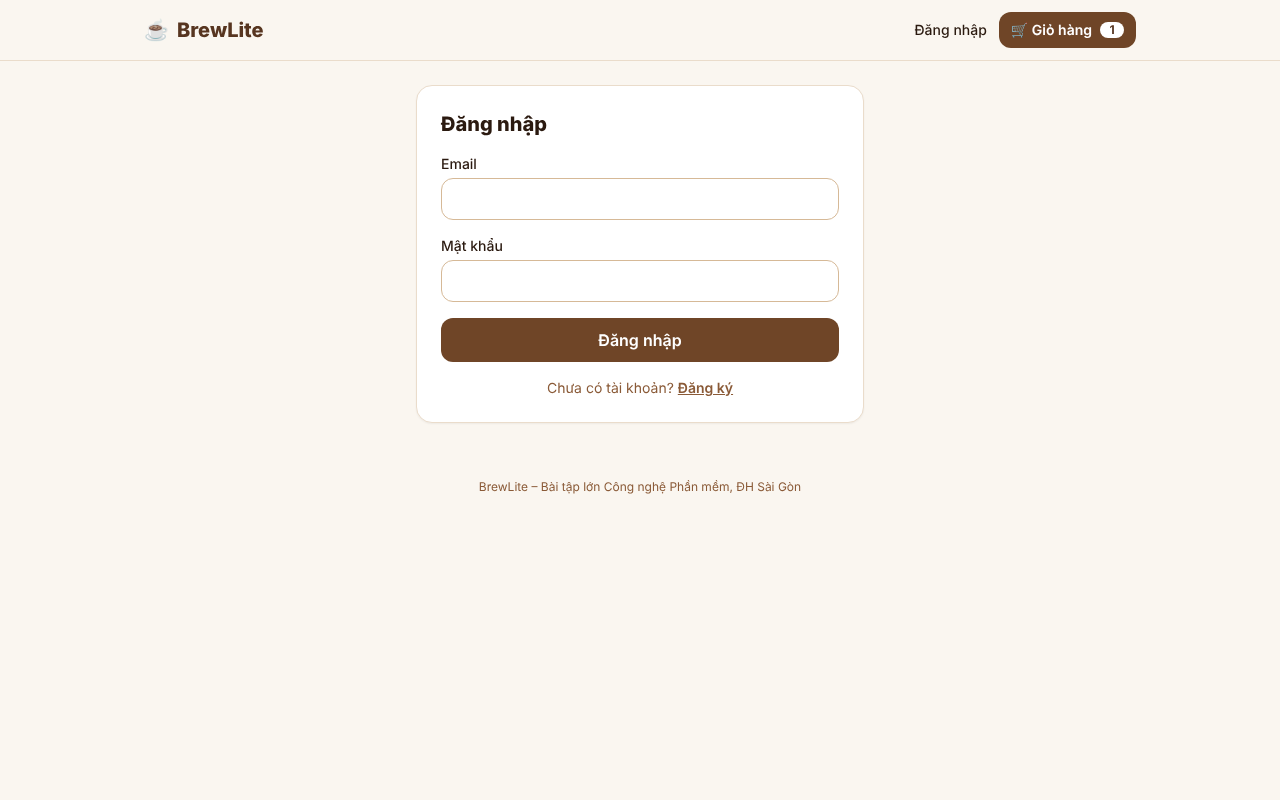 ☕ BrewLite
Đăng nhập
🛒 Giỏ hàng 1
Đăng nhập
Email
Mật khẩu
Đăng nhập
Chưa có tài khoản? Đăng ký
BrewLite – Bài tập lớn Công nghệ Phần mềm, ĐH Sài Gòn